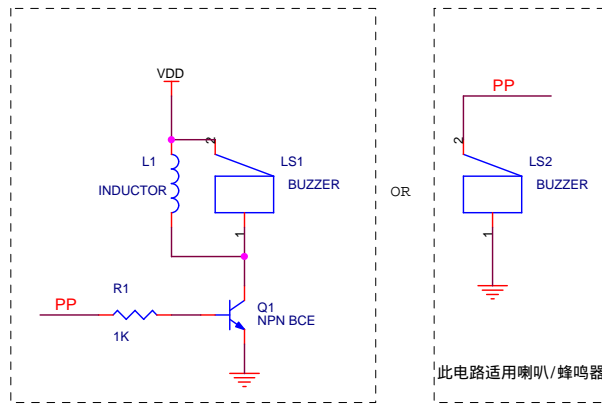 VDD
PP
2
2
L1
LS1
LS2
INDUCTOR
BUZZER
BUZZER
OR
1
1
R1
PP
Q1
NPN BCE
1K
此电路适用喇叭/蜂鸣器